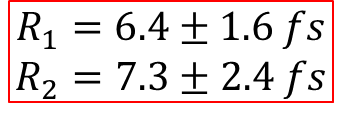 R₁ = 6.4 ± 1.6 fs
R₂ = 7.3 ± 2.4 fs